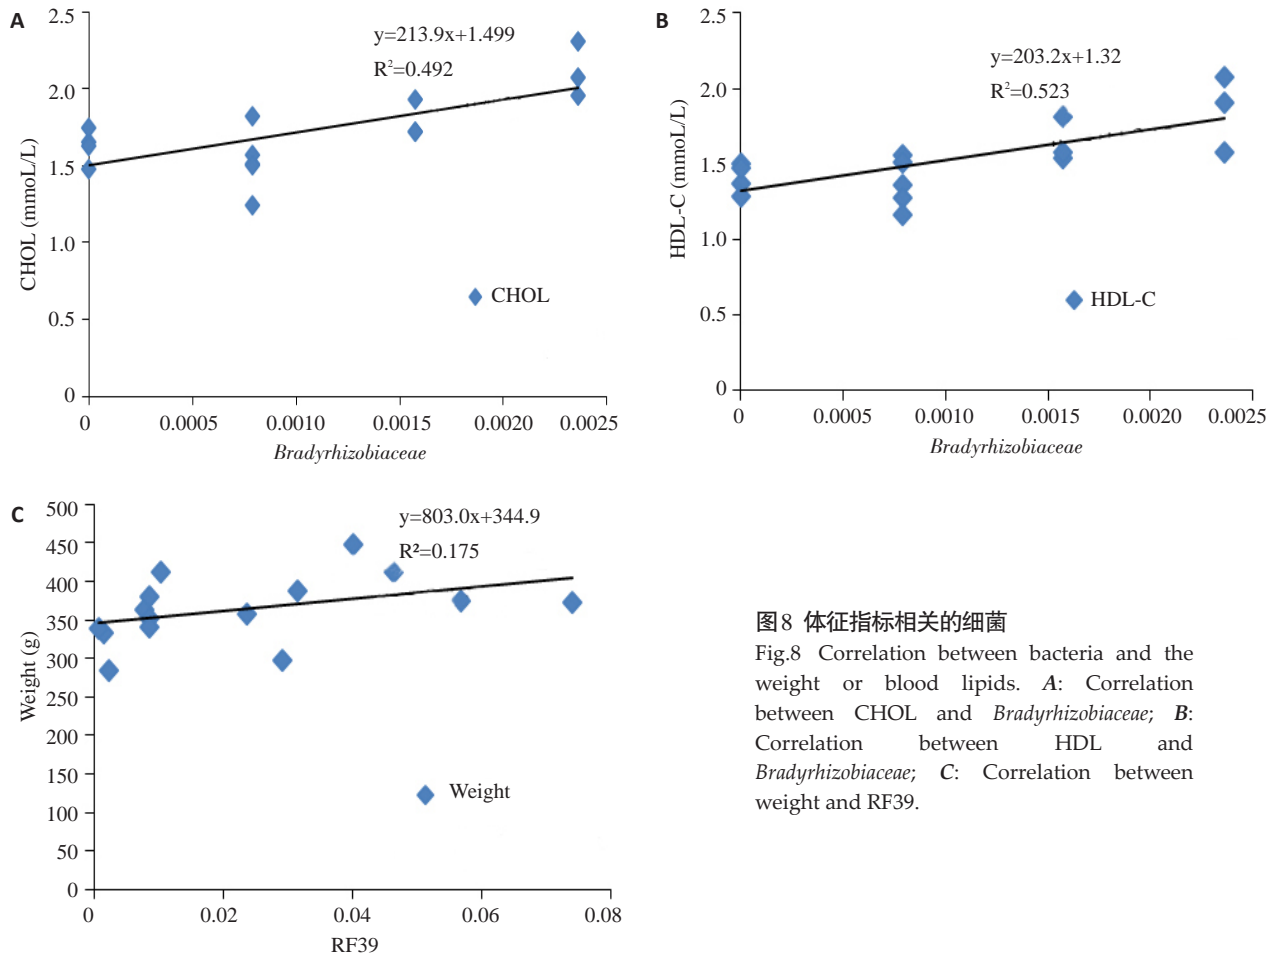 A
2.5
2.0
1.5
1.0
0.5
0
CHOL (mmoL/L)
y=213.9x+1.499
R²=0.492
CHOL
0 0.0005 0.0010 0.0015 0.0020 0.0025
Bradyrhizobiaceae
B
2.5
2.0
1.5
1.0
0.5
0
HDL-C (mmoL/L)
y=203.2x+1.32
R²=0.523
HDL-C
0 0.0005 0.0010 0.0015 0.0020 0.0025
Bradyrhizobiaceae
C
500
450
400
350
300
250
200
150
100
50
0
Weight (g)
y=803.0x+344.9
R²=0.175
Weight
0 0.02 0.04 0.06 0.08
RF39
图8 体征指标相关的细菌
Fig.8 Correlation between bacteria and the
weight or blood lipids. A: Correlation
between CHOL and Bradyrhizobiaceae; B:
Correlation between HDL and
Bradyrhizobiaceae; C: Correlation between
weight and RF39.